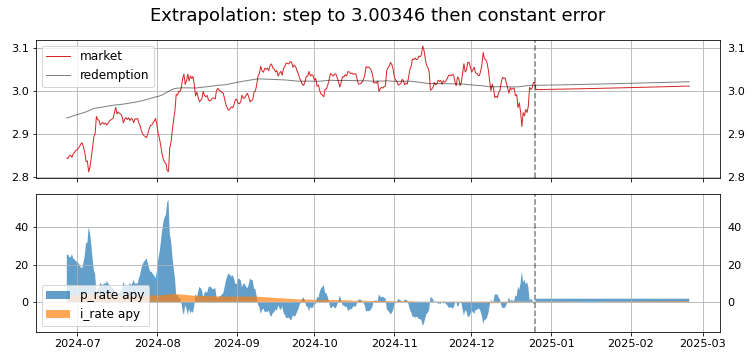 Extrapolation: step to 3.00346 then constant error
3.1 3.1
market
redemption
3.0 3.0
2.9 2.9
2.8 2.8
40 40
20 20
p_rate apy
0 0
i_rate apy
2024-07 2024-08 2024-09 2024-10 2024-11 2024-12 2025-01 2025-02 2025-03